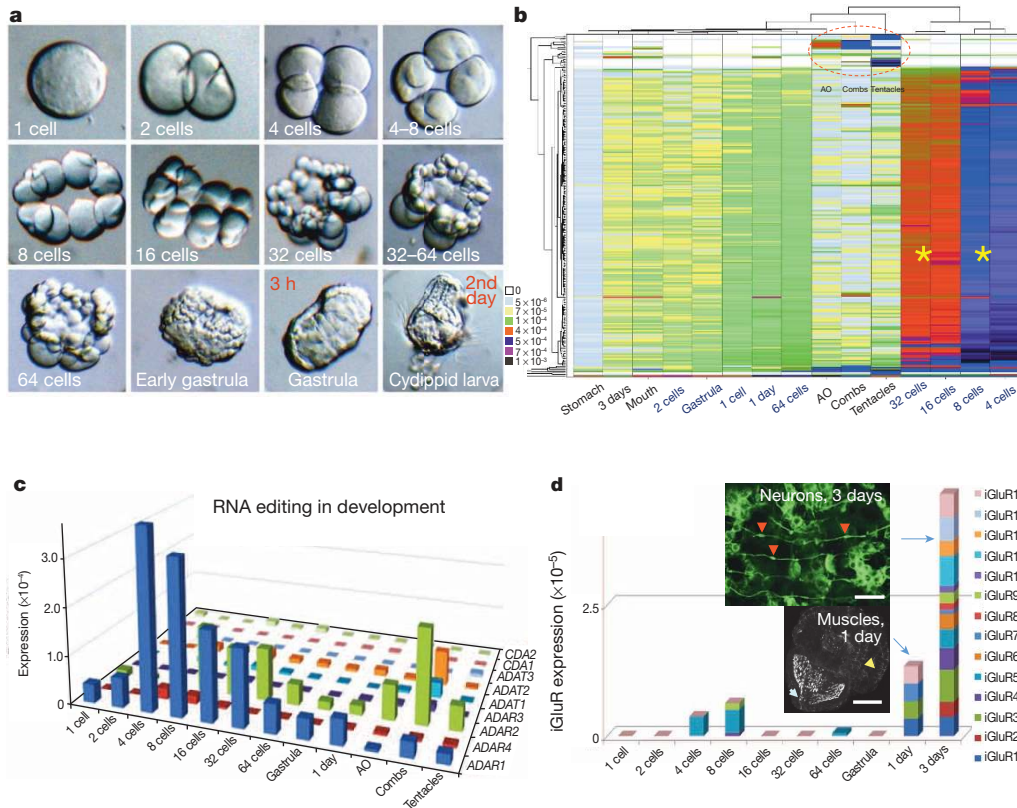 a
1 cell
2 cells
4 cells
4–8 cells
8 cells
16 cells
32 cells
32–64 cells
64 cells
Early gastrula
3 h
Gastrula
2nd
day
Cydippid larva
b
AO
Combs
Tentacles
0
5 × 10⁻⁶
7 × 10⁻⁵
1 × 10⁻⁴
4 × 10⁻⁴
5 × 10⁻⁴
7 × 10⁻⁴
1 × 10⁻³
Stomach
3 days
Mouth
2 cells
Gastrula
1 cell
1 day
64 cells
AO
Combs
Tentacles
32 cells
16 cells
8 cells
4 cells
c
RNA editing in development
Expression (×10⁻⁴)
3.0
2.0
1.0
0
1 cell
2 cells
4 cells
8 cells
16 cells
32 cells
64 cells
Gastrula
1 day
AO
Combs
Tentacles
CDA2
CDA1
ADAT3
ADAT2
ADAT1
ADAR3
ADAR2
ADAR4
ADAR1
d
Neurons, 3 days
Muscles,
1 day
iGluR expression (×10⁻⁵)
2.5
0
1 cell
2 cells
4 cells
8 cells
16 cells
32 cells
64 cells
Gastrula
1 day
3 days
iGluR1
iGluR1
iGluR1
iGluR1
iGluR1
iGluR9
iGluR8
iGluR7
iGluR6
iGluR5
iGluR4
iGluR3
iGluR2
iGluR1